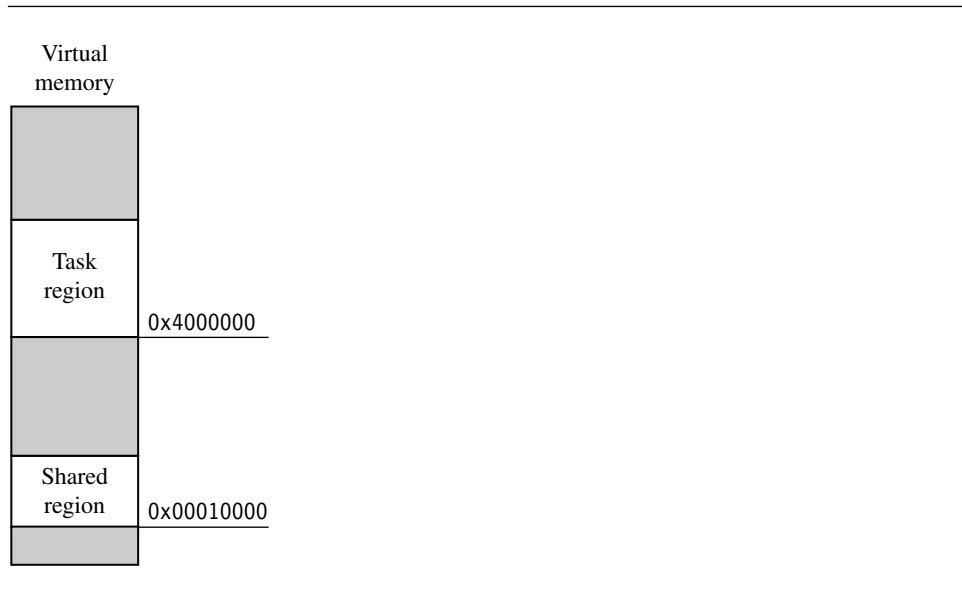 Virtual
memory
Task
region
0x4000000
Shared
region
0x00010000